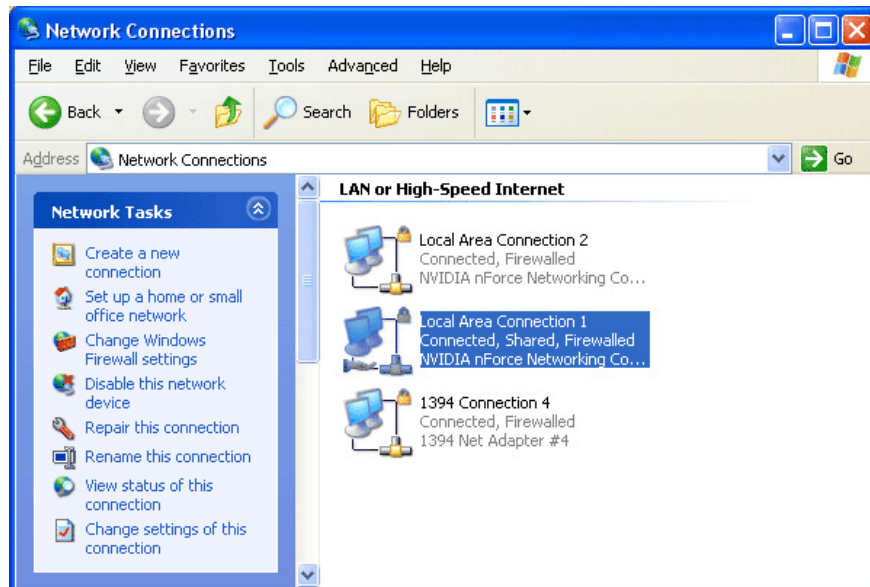 Network Connections
File Edit View Favorites Tools Advanced Help
Back Search Folders
Address Network Connections Go
Network Tasks
Create a new
connection
Set up a home or small
office network
Change Windows
Firewall settings
Disable this network
device
Repair this connection
Rename this connection
View status of this
connection
Change settings of this
connection
LAN or High-Speed Internet
Local Area Connection 2
Connected, Firewalled
NVIDIA nForce Networking Co...
Local Area Connection 1
Connected, Shared, Firewalled
NVIDIA nForce Networking Co...
1394 Connection 4
Connected, Firewalled
1394 Net Adapter #4